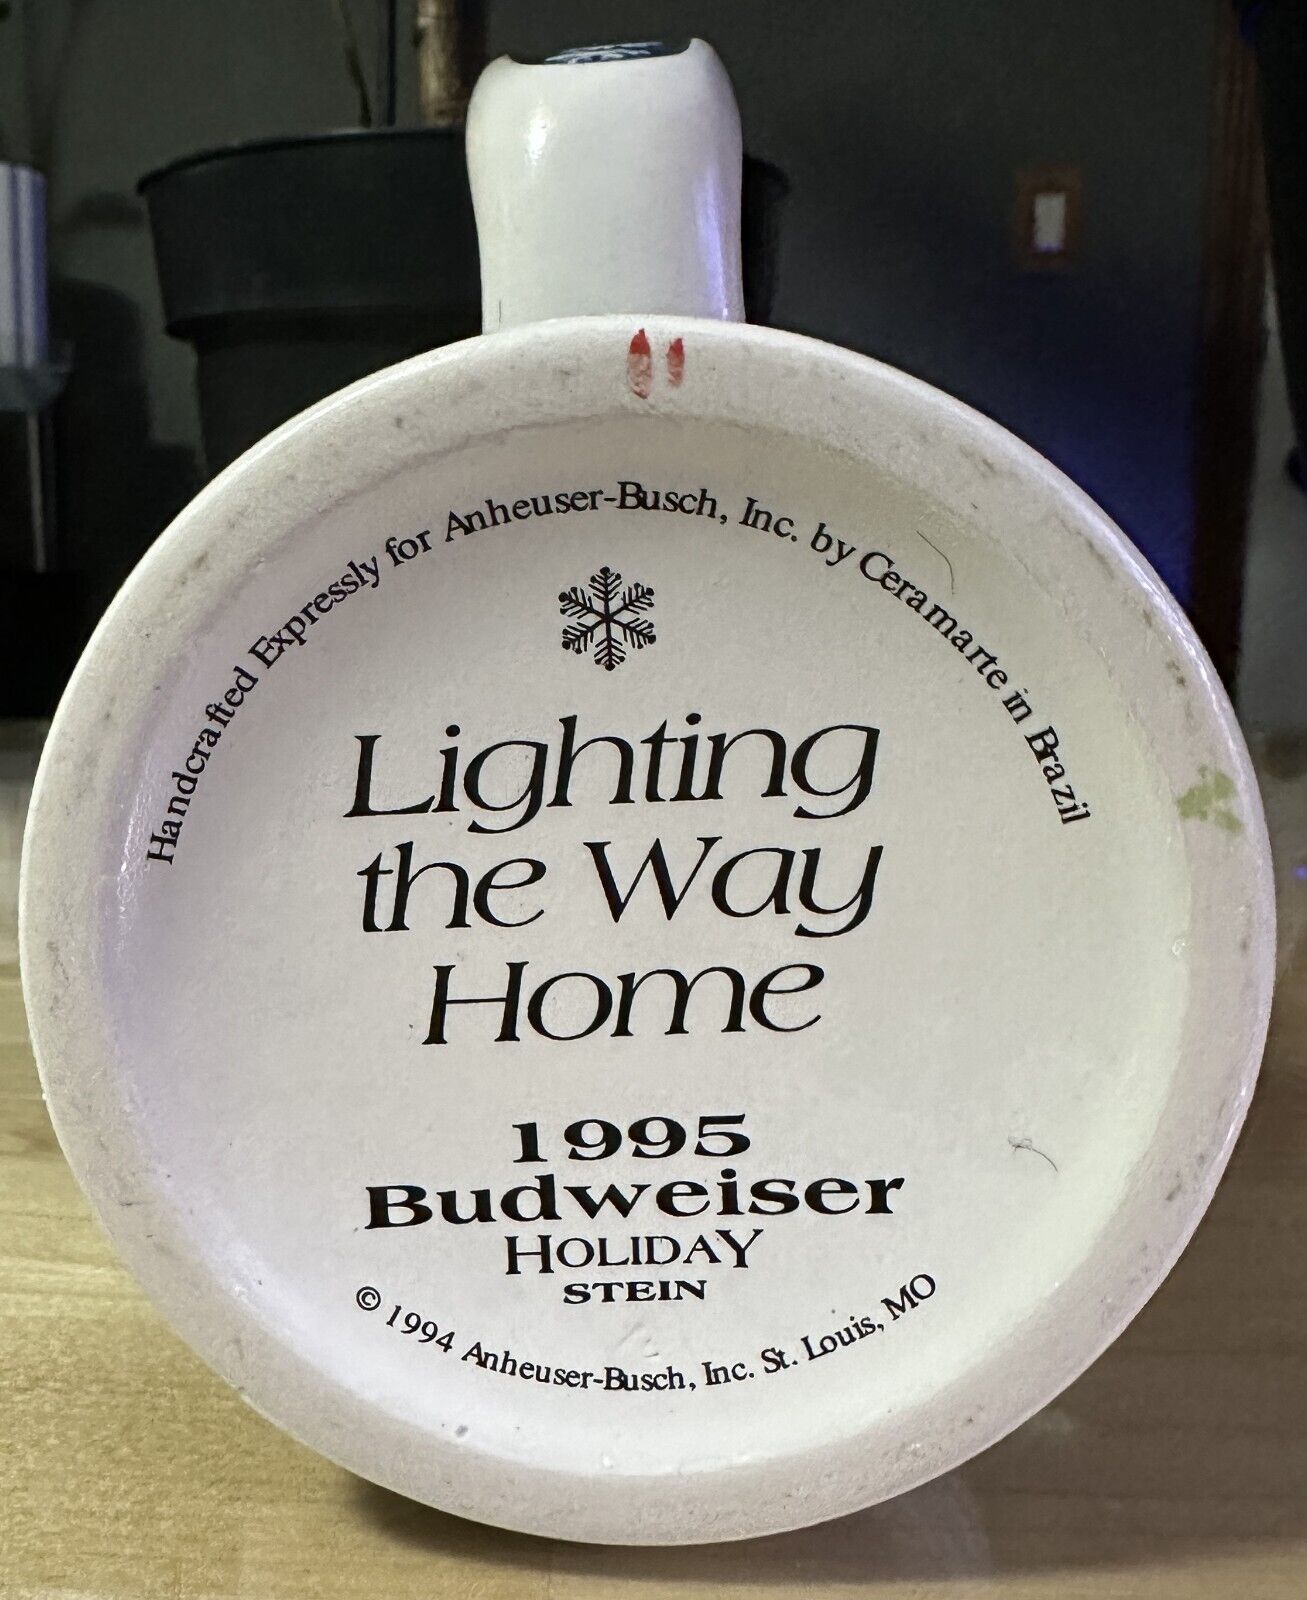 Handcrafted Expressly for Anheuser-Busch, Inc. by Ceramarte in Brazil
Lighting
the Way
Home
1995
Budweiser
HOLIDAY
STEIN
© 1994 Anheuser-Busch, Inc. St. Louis, MO